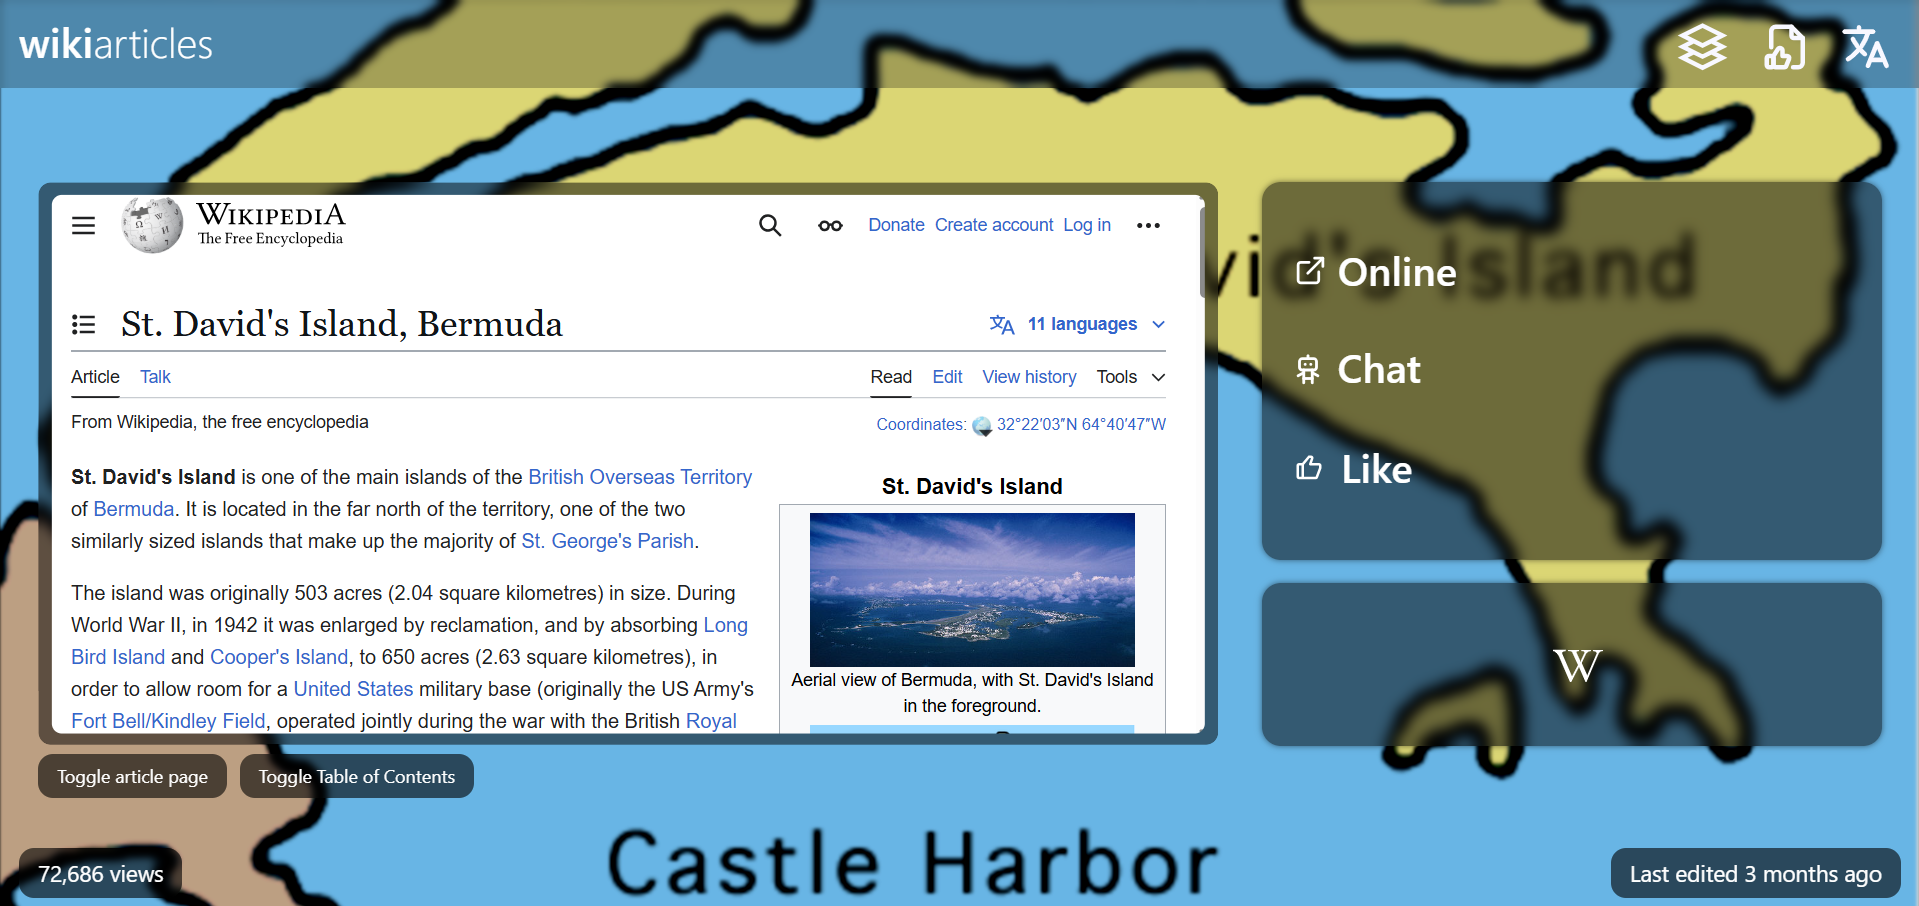 wikiarticles
WIKIPEDIA
The Free Encyclopedia
Donate Create account Log in
St. David's Island, Bermuda
11 languages
Article Talk
Read Edit View history Tools
From Wikipedia, the free encyclopedia
Coordinates: 32°22′03″N 64°40′47″W
St. David's Island is one of the main islands of the British Overseas Territory
of Bermuda. It is located in the far north of the territory, one of the two
similarly sized islands that make up the majority of St. George's Parish.
The island was originally 503 acres (2.04 square kilometres) in size. During
World War II, in 1942 it was enlarged by reclamation, and by absorbing Long
Bird Island and Cooper's Island, to 650 acres (2.63 square kilometres), in
order to allow room for a United States military base (originally the US Army's
Fort Bell/Kindley Field, operated jointly during the war with the British Royal
St. David's Island
Aerial view of Bermuda, with St. David's Island
in the foreground.
vid's Island
Online
Chat
Like
W
Toggle article page
Toggle Table of Contents
Castle Harbor
72,686 views
Last edited 3 months ago